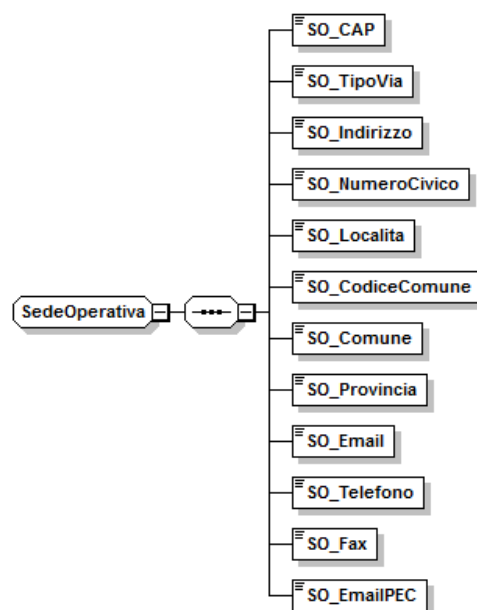 SO_CAP
SO_TipoVia
SO_Indirizzo
SO_NumeroCivico
SO_Localita
SO_CodiceComune
SedeOperativa
SO_Comune
SO_Provincia
SO_Email
SO_Telefono
SO_Fax
SO_EmailPEC